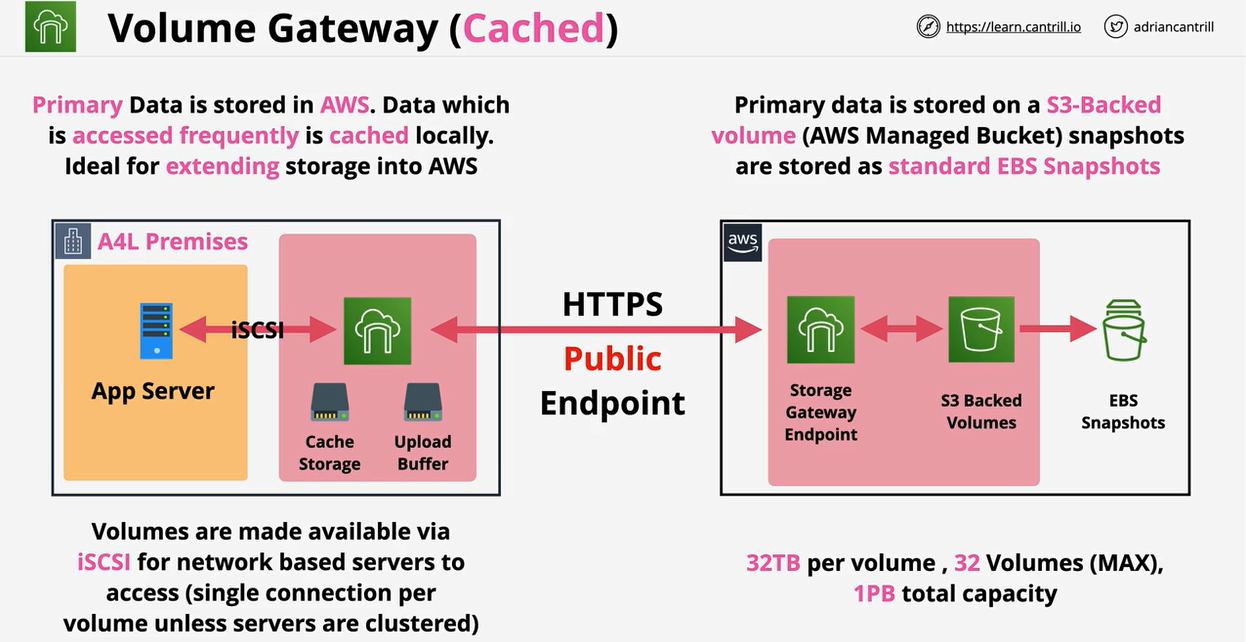 Volume Gateway (Cached)
https://learn.cantrill.io
adriancantrill
Primary Data is stored in AWS. Data which
is accessed frequently is cached locally.
Ideal for extending storage into AWS
Primary data is stored on a S3-Backed
volume (AWS Managed Bucket) snapshots
are stored as standard EBS Snapshots
A4L Premises
iSCSI
App Server
Cache
Storage
Upload
Buffer
HTTPS
Public
Endpoint
aws
Storage
Gateway
Endpoint
S3 Backed
Volumes
EBS
Snapshots
Volumes are made available via
iSCSI for network based servers to
access (single connection per
volume unless servers are clustered)
32TB per volume , 32 Volumes (MAX),
1PB total capacity